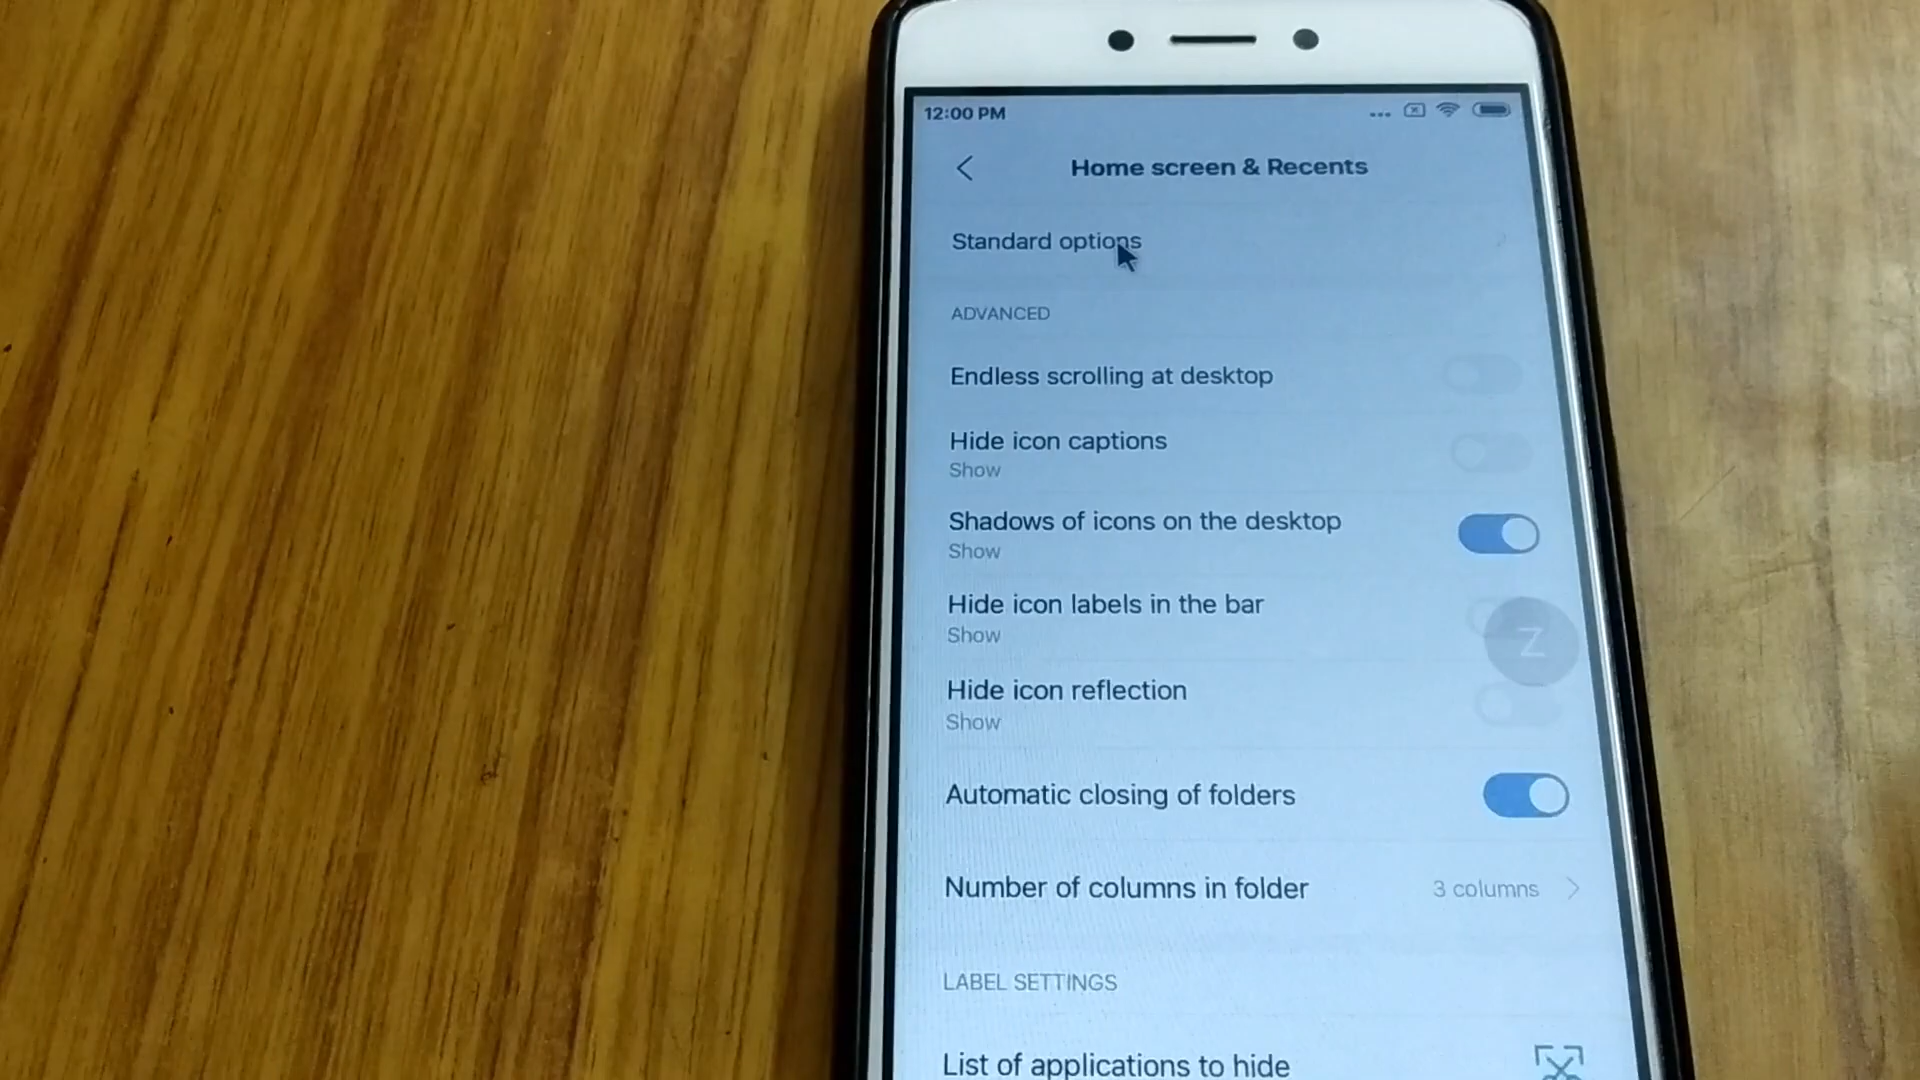 12:00 PM
Home screen & Recents
Standard options
ADVANCED
Endless scrolling at desktop
Hide icon captions
Show
Shadows of icons on the desktop
Show
Hide icon labels in the bar
Show
Z
Hide icon reflection
Show
Automatic closing of folders
Number of columns in folder 3 columns
LABEL SETTINGS
List of applications to hide